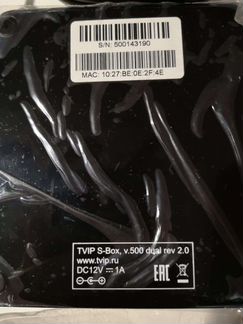 S/N: 500143190
MAC: 10:27:BE:0E:2F:4E
TVIP S-Box, v.500 dual rev 2.0
www.tvip.ru
DC12V ⎓ 1A
EAC